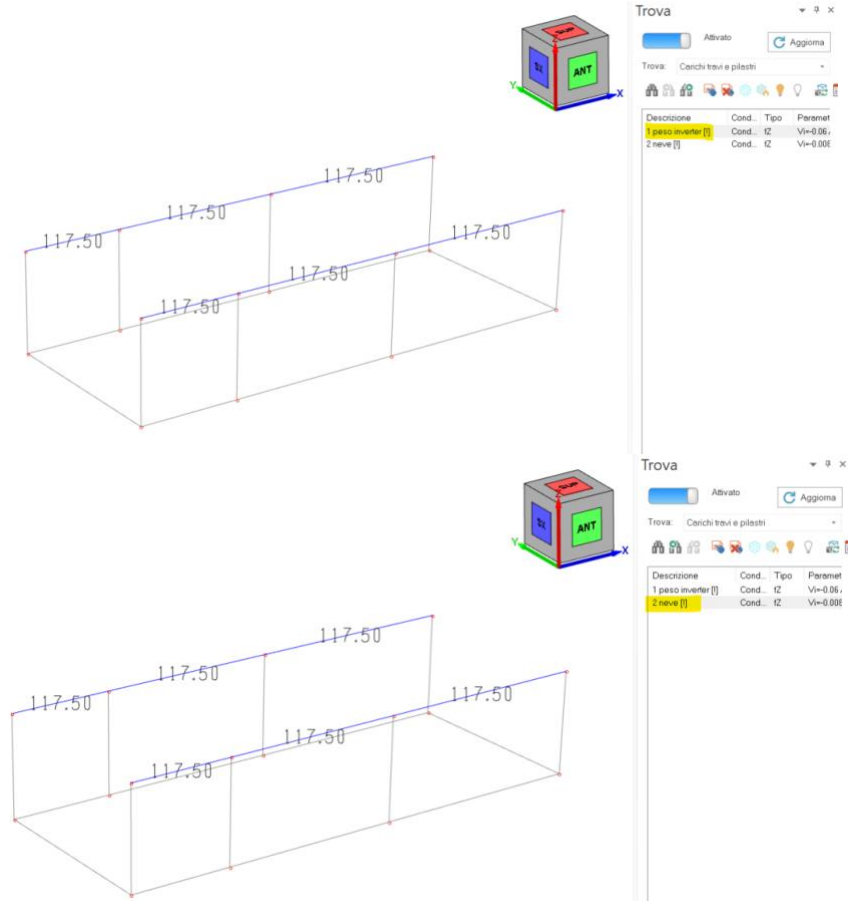 Trova
SUP
SX
ANT
Z
Y
X
Attivato
Aggiorna
Trova:
Carichi travi e pilastri
Descrizione Cond... Tipo Paramet
1 peso inverter [!] Cond... fZ Vi=-0.06
2 neve [!] Cond... fZ Vi=-0.008
117.50
117.50
117.50
117.50
117.50
117.50
Trova
SUP
SX
ANT
Y
X
Attivato
Aggiorna
Trova:
Carichi travi e pilastri
Descrizione Cond... Tipo Paramet
1 peso inverter [!] Cond... fZ Vi=-0.06
2 neve [!] Cond... fZ Vi=-0.008
117.50
117.50
117.50
117.50
117.50
117.50